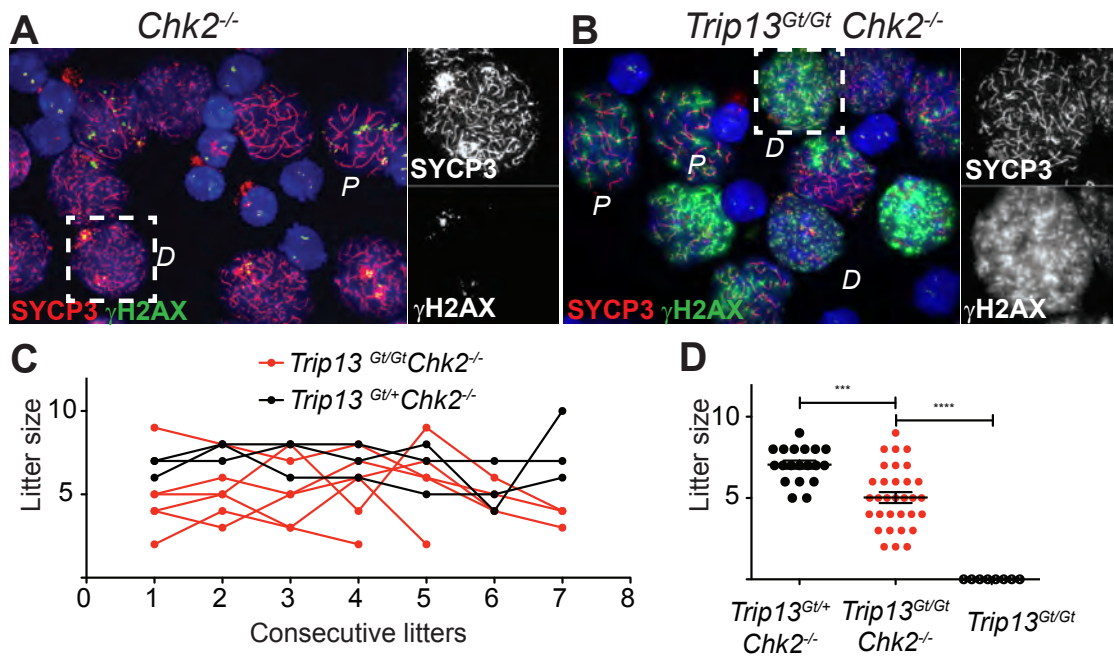 A Chk2-/-
SYCP3
γH2AX
P
D
SYCP3 γH2AX
B Trip13Gt/Gt Chk2-/-
D
P
P
D
SYCP3
γH2AX
SYCP3 γH2AX
C
Trip13 Gt/GtChk2-/-
Trip13 Gt/+Chk2-/-
Litter size
10
5
0 1 2 3 4 5 6 7 8
Consecutive litters
D
*** ****
Litter size
10
5
Trip13Gt/+ Trip13Gt/Gt Trip13Gt/Gt
Chk2-/- Chk2-/-